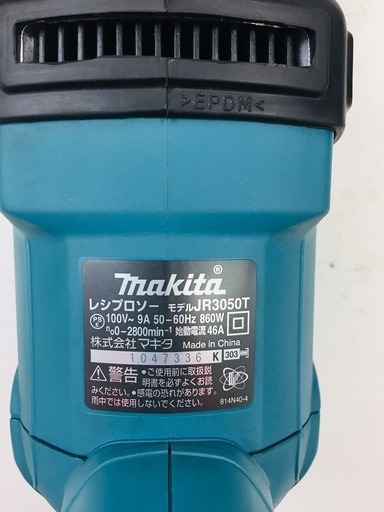 >EPDM<
makita®
レシプロソー モデルJR3050T
PS E 100V~ 9A 50-60Hz 860W
n₀0-2800min⁻¹ 始動電流 46A
株式会社マキタ Made in China
1047336 K 303
警告 •ご使用前に取扱説
明書を必ずよくお読
みください。•感電の恐れがあります。
雨中では使用しないでください。
814N40-4